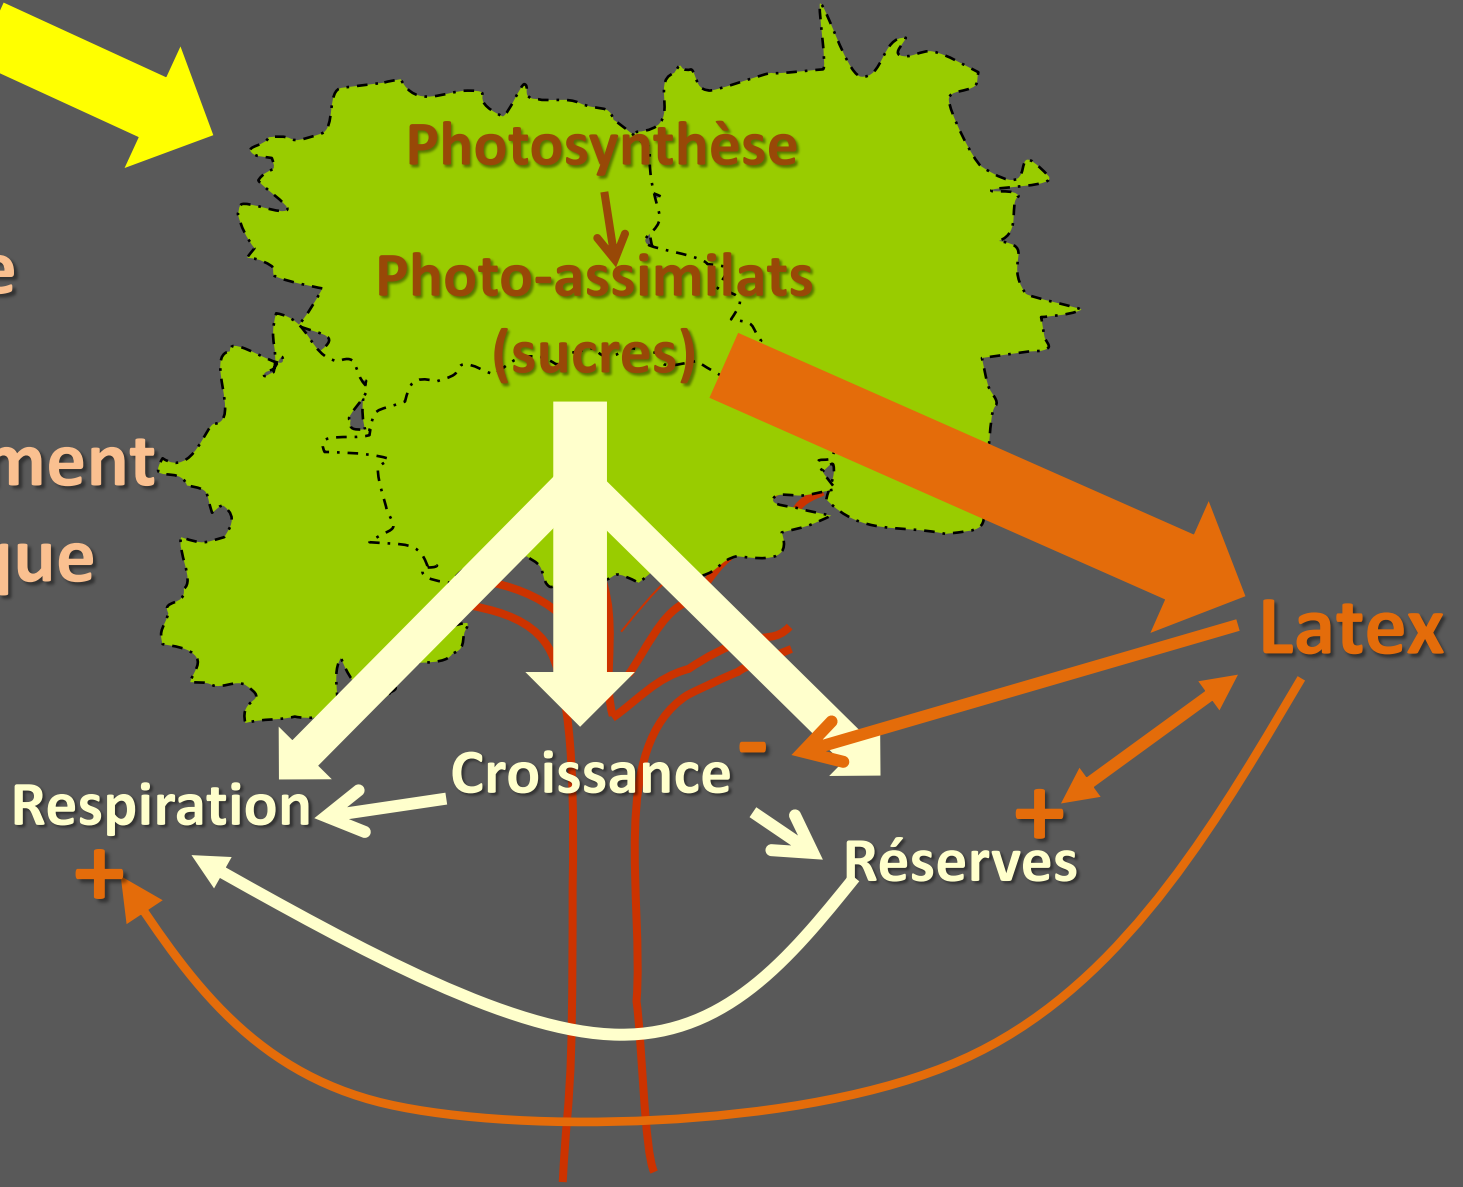 Photosynthèse
Photo-assimilats
(sucres)
e
ment
que
Latex
-
Croissance
Respiration
+
Réserves
+